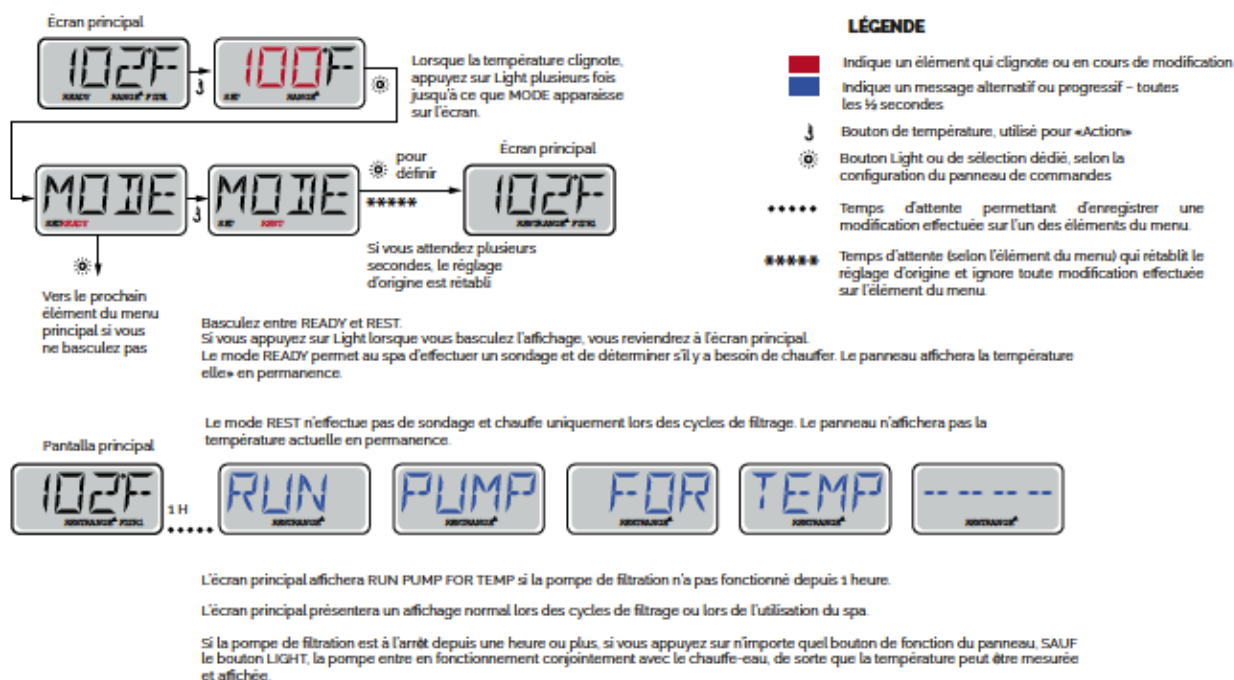 Écran principal
102°F
READY RANGE FILTR1
100°F
SET RANGE
Lorsque la température clignote,
appuyez sur Light plusieurs fois
jusqu'à ce que MODE apparaisse
sur l'écran.
MODE
MODE
SET REST
pour
définir
*****
Écran principal
102°F
Si vous attendez plusieurs
secondes, le réglage
d'origine est rétabli
Vers le prochain
élément du menu
principal si vous
ne basculez pas
LÉGENDE
Indique un élément qui clignote ou en cours de modification
Indique un message alternatif ou progressif – toutes
les ½ secondes
Bouton de température, utilisé pour «Action»
Bouton Light ou de sélection dédié, selon la
configuration du panneau de commandes
Temps d'attente permettant d'enregistrer une
modification effectuée sur l'un des éléments du menu.
*****
Temps d'attente (selon l'élément du menu) qui rétablit le
réglage d'origine et ignore toute modification effectuée
sur l'élément du menu.
Basculez entre READY et REST.
Si vous appuyez sur Light lorsque vous basculez l'affichage, vous reviendrez à l'écran principal.
Le mode READY permet au spa d'effectuer un sondage et de déterminer s'il y a besoin de chauffer. Le panneau affichera la température
elle» en permanence.
Le mode REST n'effectue pas de sondage et chauffe uniquement lors des cycles de filtrage. Le panneau n'affichera pas la
température actuelle en permanence.
Pantalla principal
102°F
1 H
RUN
PUMP
FOR
TEMP
-- -- -- --
L'écran principal affichera RUN PUMP FOR TEMP si la pompe de filtration n'a pas fonctionné depuis 1 heure.
L'écran principal présentera un affichage normal lors des cycles de filtrage ou lors de l'utilisation du spa.
Si la pompe de filtration est à l'arrêt depuis une heure ou plus, si vous appuyez sur n'importe quel bouton de fonction du panneau, SAUF
le bouton LIGHT, la pompe entre en fonctionnement conjointement avec le chauffe-eau, de sorte que la température peut être mesurée
et affichée.